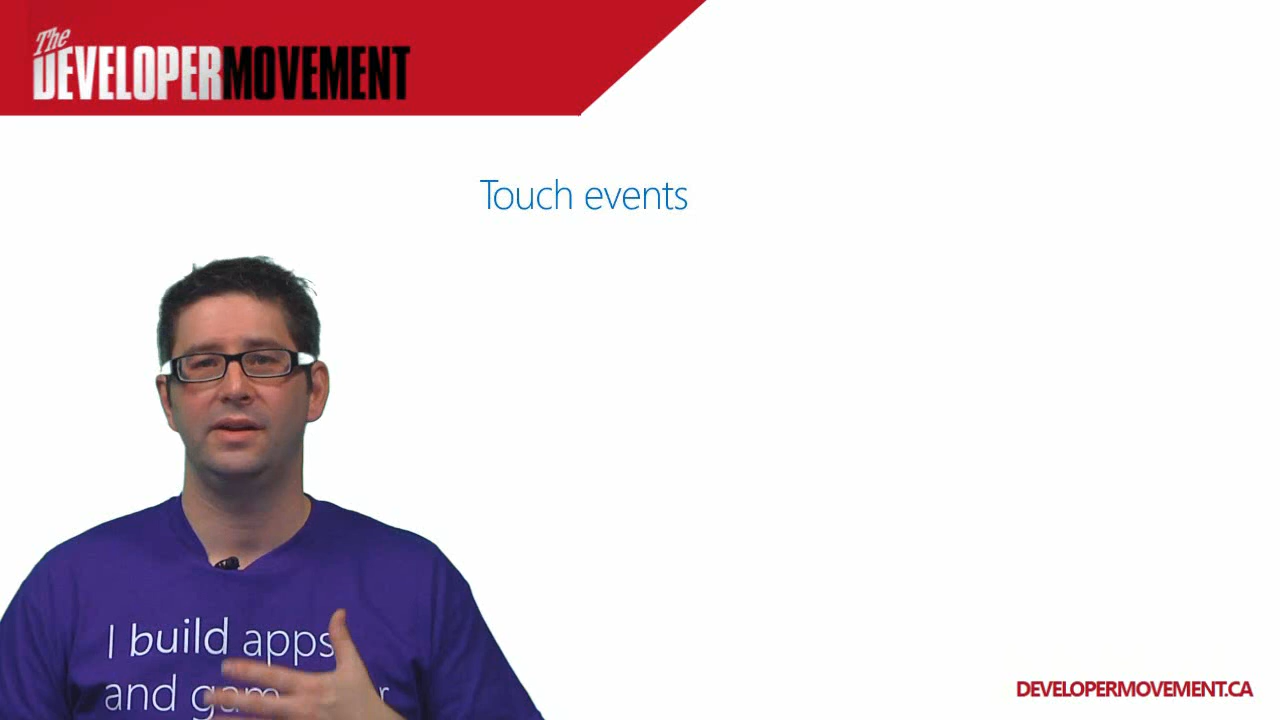 The
DEVELOPERMOVEMENT
Touch events
I build apps
and
DEVELOPERMOVEMENT.CA